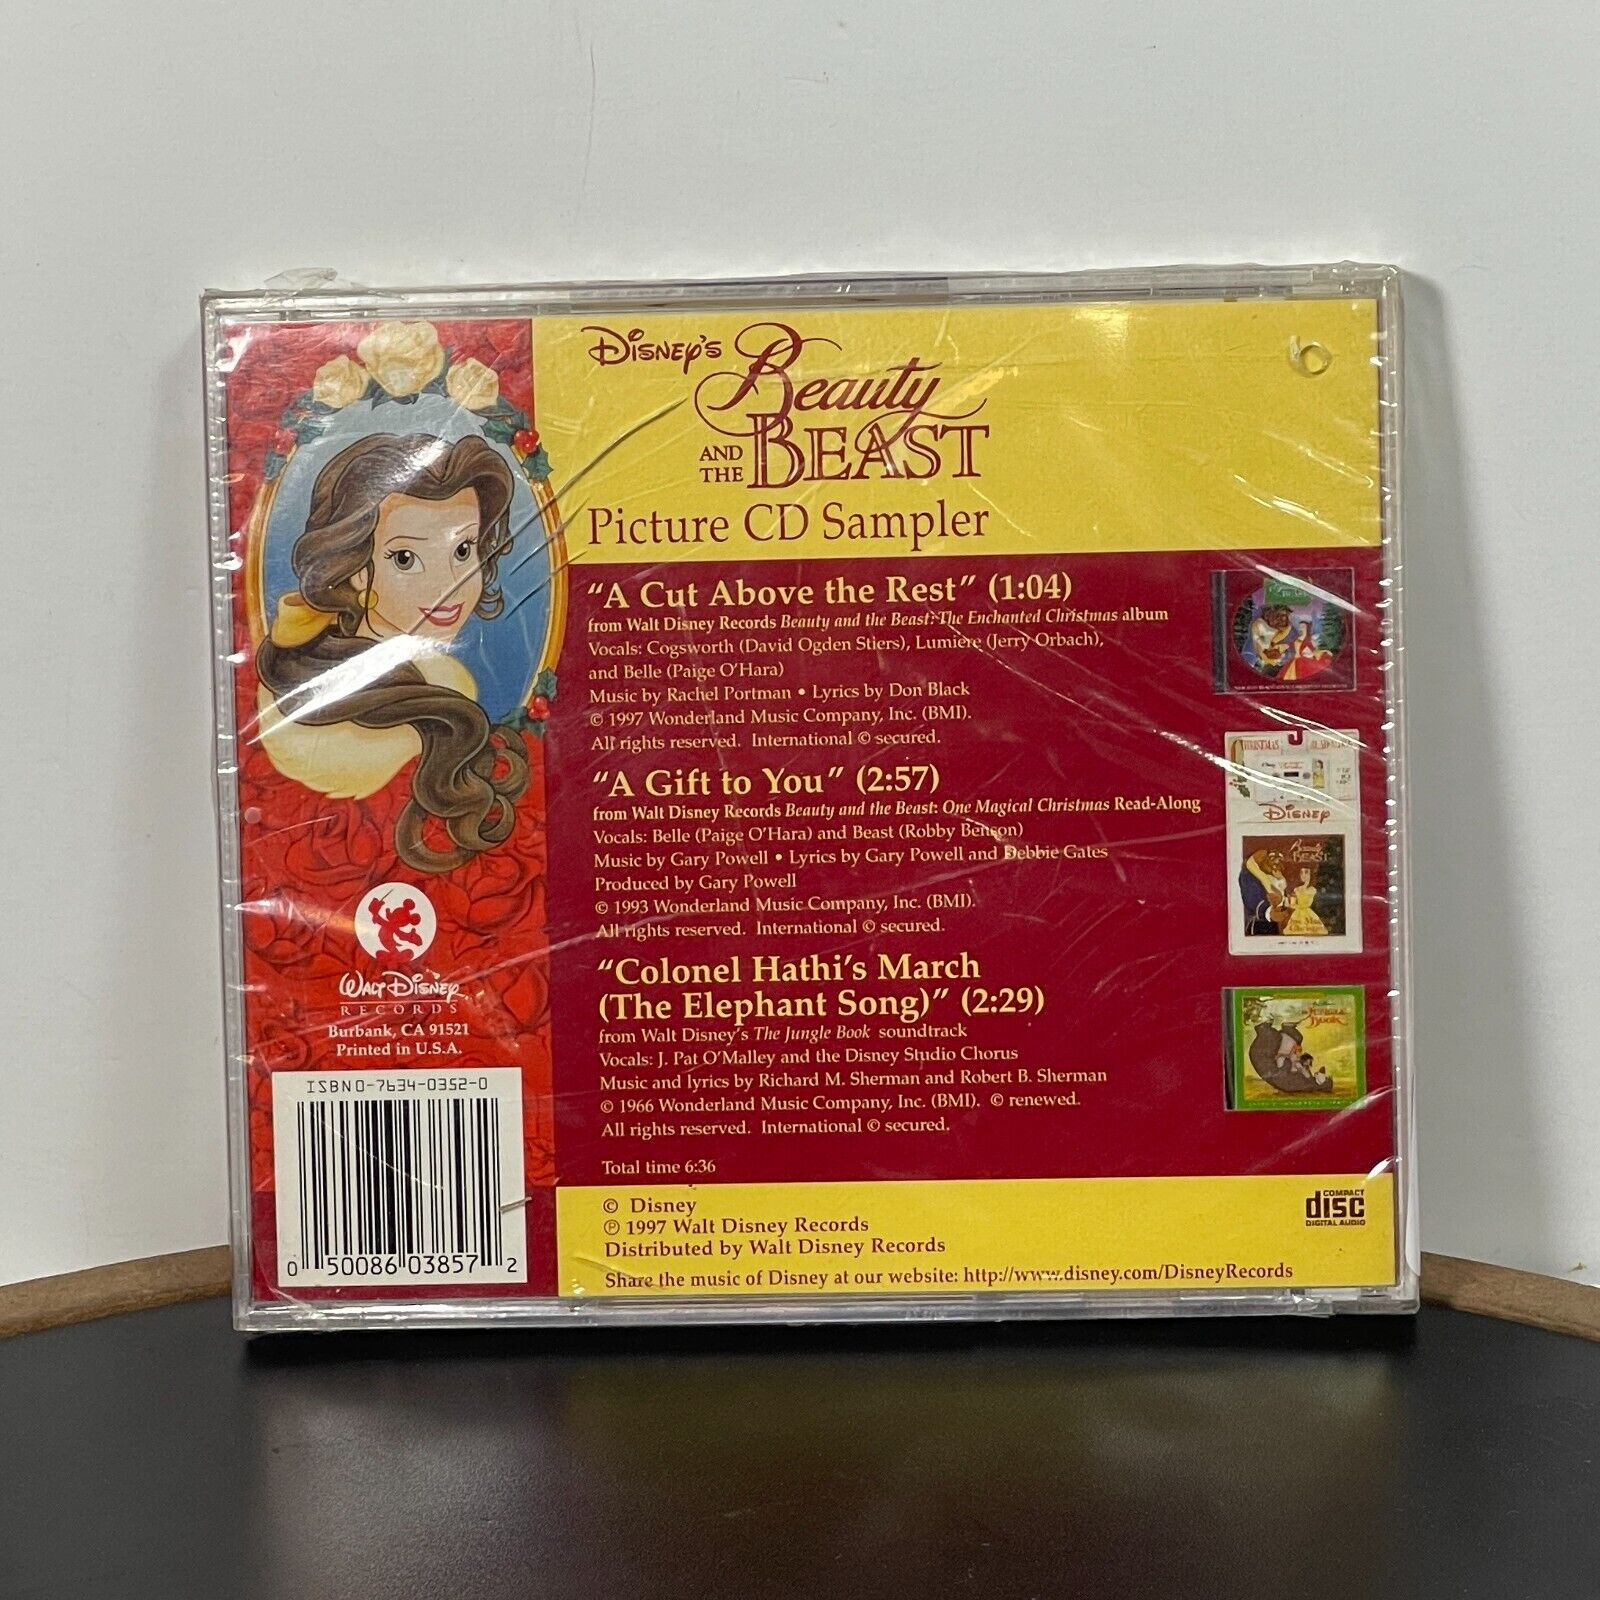 Disney's
Beauty
AND THE BEAST
Picture CD Sampler
"A Cut Above the Rest" (1:04)
from Walt Disney Records Beauty and the Beast: The Enchanted Christmas album
Vocals: Cogsworth (David Ogden Stiers), Lumiere (Jerry Orbach),
and Belle (Paige O'Hara)
Music by Rachel Portman • Lyrics by Don Black
© 1997 Wonderland Music Company, Inc. (BMI).
All rights reserved. International © secured.
"A Gift to You" (2:57)
from Walt Disney Records Beauty and the Beast: One Magical Christmas Read-Along
Vocals: Belle (Paige O'Hara) and Beast (Robby Benson)
Music by Gary Powell • Lyrics by Gary Powell and Debbie Gates
Produced by Gary Powell
© 1993 Wonderland Music Company, Inc. (BMI).
All rights reserved. International © secured.
"Colonel Hathi's March
(The Elephant Song)" (2:29)
from Walt Disney's The Jungle Book soundtrack
Vocals: J. Pat O'Malley and the Disney Studio Chorus
Music and lyrics by Richard M. Sherman and Robert B. Sherman
© 1966 Wonderland Music Company, Inc. (BMI). © renewed.
All rights reserved. International © secured.
Total time 6:36
© Disney
℗ 1997 Walt Disney Records
Distributed by Walt Disney Records
Share the music of Disney at our website: http://www.disney.com/DisneyRecords
COMPACT
disc
DIGITAL AUDIO
WALT DISNEY
RECORDS
Burbank, CA 91521
Printed in U.S.A.
ISBN 0-7634-0352-0
0 50086 03857 2
CHRISTMAS
DISNEY
Beauty
BEAST
Jungle
Book